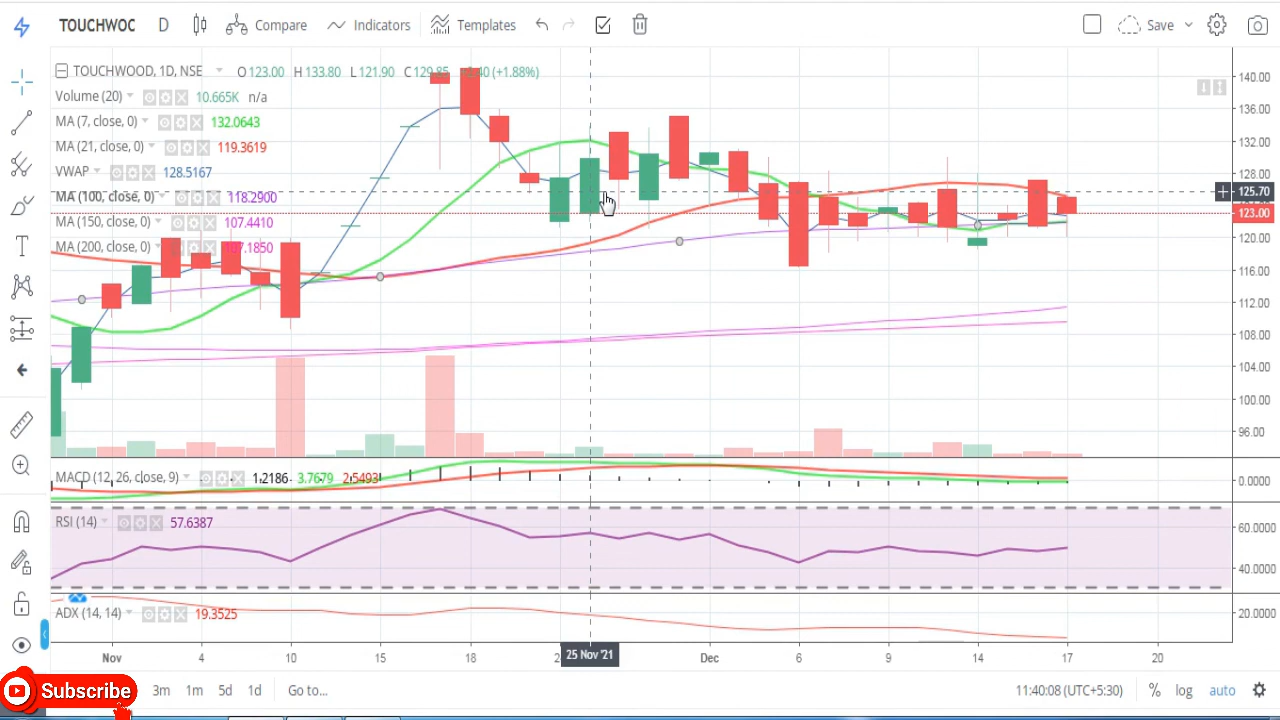 TOUCHWOC D Compare Indicators Templates Save
TOUCHWOOD, 1D, NSE O 123.00 H 133.80 L 121.90 C 129.85 (+1.88%)
Volume (20) 10.665K n/a
MA (7, close, 0) 132.0643
MA (21, close, 0) 119.3619
VWAP 128.5167
MA (100, close, 0) 118.2900
MA (150, close, 0) 107.4410
MA (200, close, 0) 107.1850
140.00
136.00
132.00
128.00
125.70
123.00
120.00
116.00
112.00
108.00
104.00
100.00
96.00
MACD (12, 26, close, 9) 1.2186 3.7679 2.5493
0.0000
RSI (14) 57.6387
60.0000
40.0000
ADX (14, 14) 19.3525
20.0000
Nov 4 10 15 18 25 Nov '21 Dec 6 9 14 17 20
Subscribe 3m 1m 5d 1d Go to... 11:40:08 (UTC+5:30) % log auto